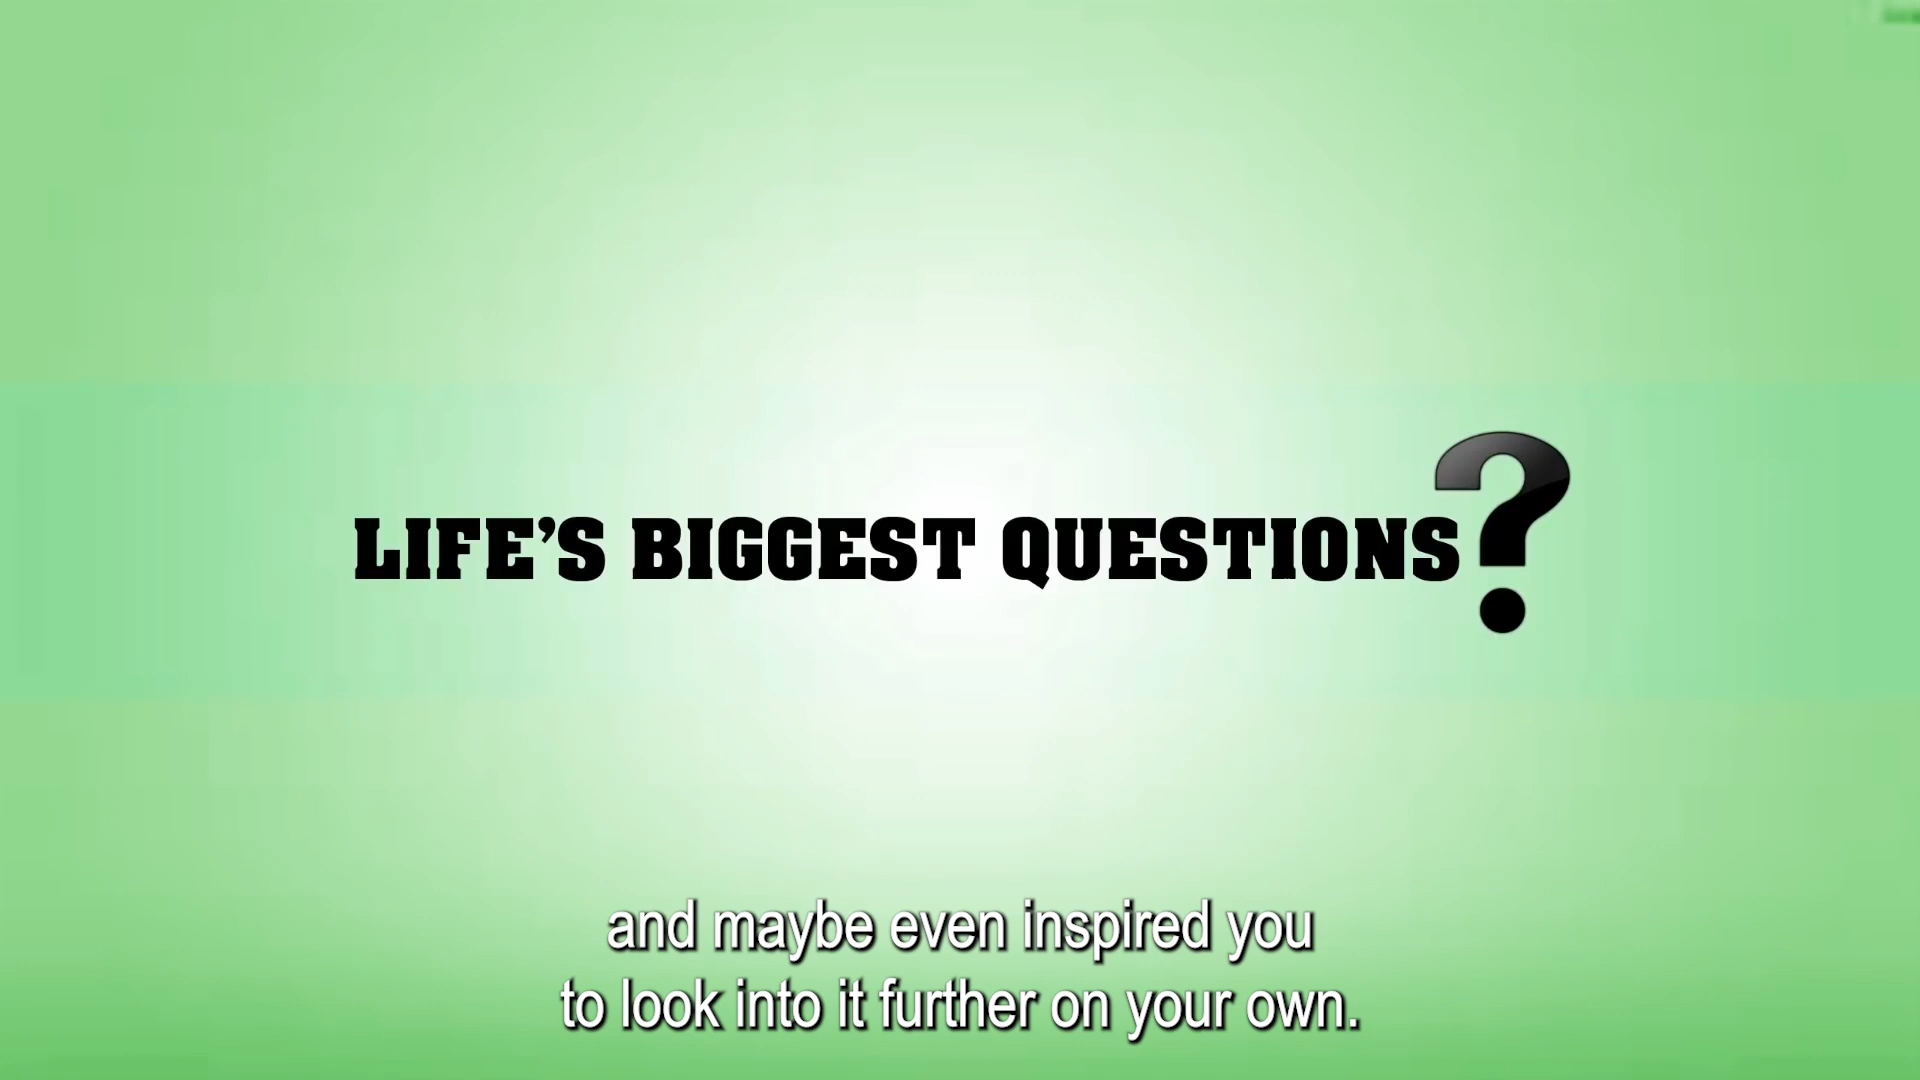 LIFE’S BIGGEST QUESTIONS?
and maybe even inspired you
to look into it further on your own.